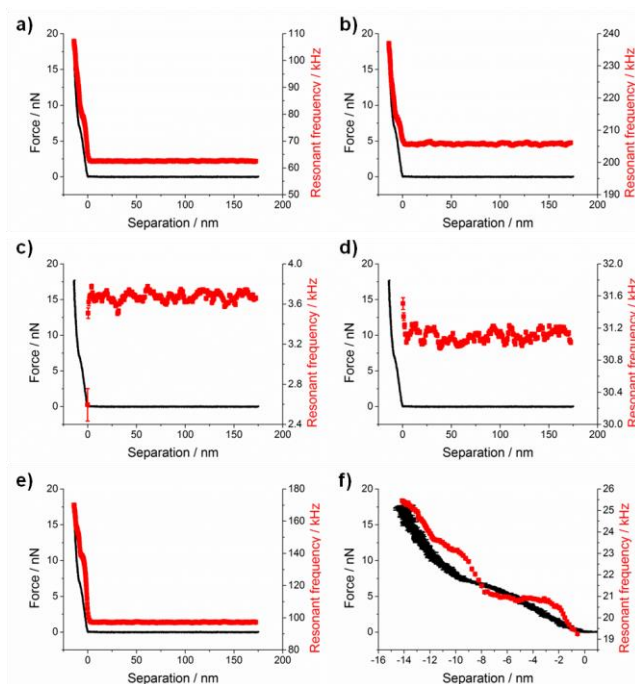 a)
20
15
10
5
0
Force / nN
110
100
90
80
70
60
50
Resonant frequency / kHz
0 50 100 150 200
Separation / nm
b)
20
15
10
5
0
Force / nN
240
230
220
210
200
190
Resonant frequency / kHz
0 50 100 150 200
Separation / nm
c)
20
15
10
5
0
Force / nN
4.0
3.6
3.2
2.8
2.4
Resonant frequency / kHz
0 50 100 150 200
Separation / nm
d)
20
15
10
5
0
Force / nN
32.0
31.6
31.2
30.8
30.4
30.0
Resonant frequency / kHz
0 50 100 150 200
Separation / nm
e)
20
15
10
5
0
Force / nN
170
160
150
140
130
120
110
100
90
80
Resonant frequency / kHz
0 50 100 150 200
Separation / nm
f)
20
15
10
5
0
Force / nN
26
25
24
23
22
21
20
19
Resonant frequency / kHz
-16 -14 -12 -10 -8 -6 -4 -2 0
Separation / nm